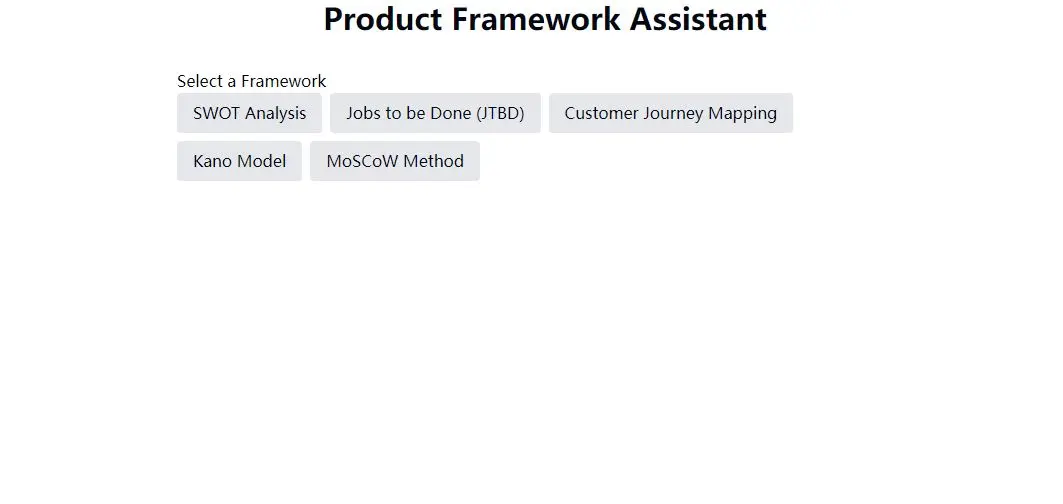 Product Framework Assistant
Select a Framework
SWOT Analysis Jobs to be Done (JTBD) Customer Journey Mapping
Kano Model MoSCoW Method